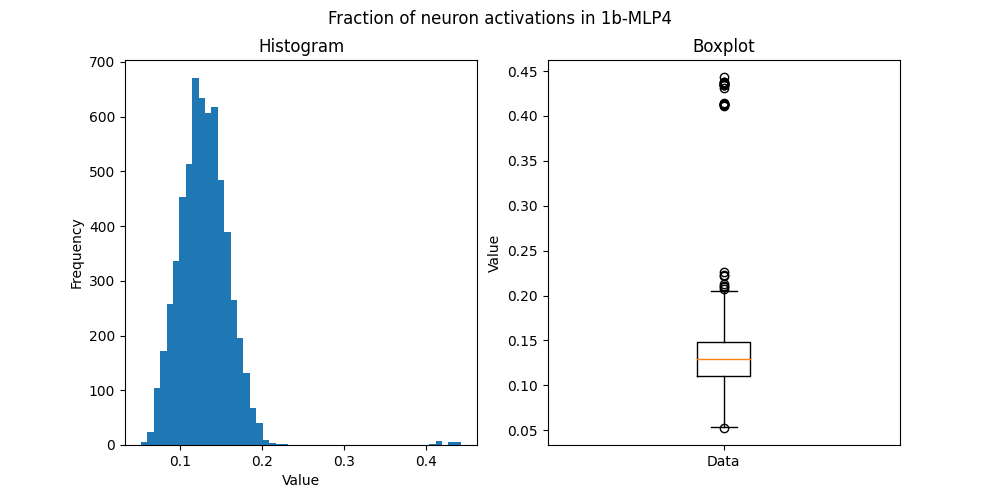 Fraction of neuron activations in 1b-MLP4
Histogram
700
600
500
400
300
200
100
0
Frequency
0.1 0.2 0.3 0.4
Value
Boxplot
0.45
0.40
0.35
0.30
0.25
0.20
0.15
0.10
0.05
Value
Data